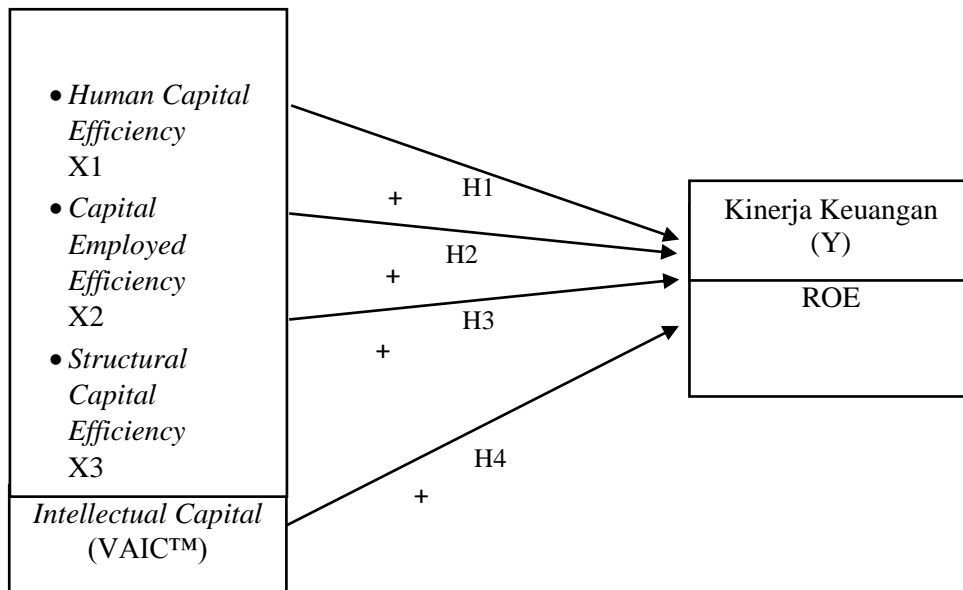 • Human Capital
Efficiency
X1
• Capital
Employed
Efficiency
X2
• Structural
Capital
Efficiency
X3
Intellectual Capital
(VAIC™)
H1
+
H2
+
H3
+
H4
+
Kinerja Keuangan
(Y)
ROE